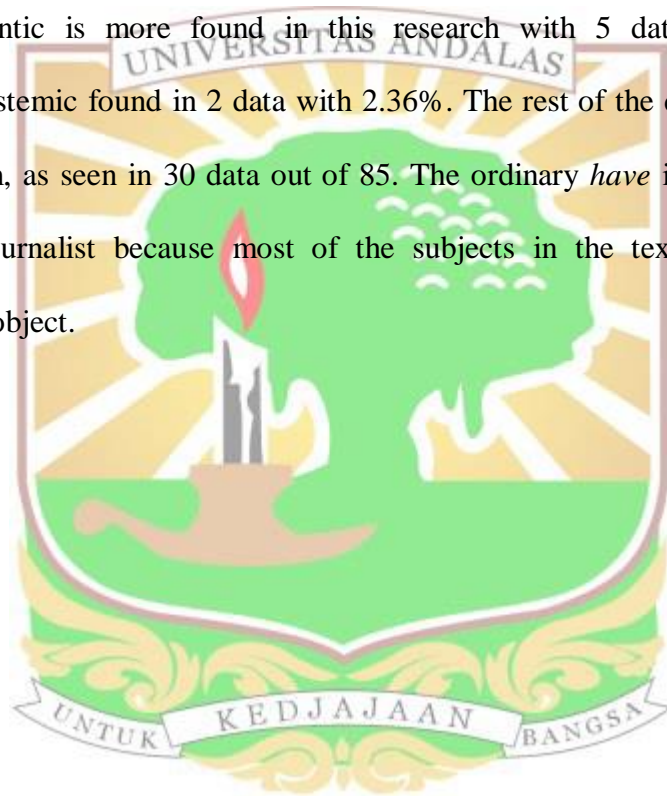 ntic is more found in this research with 5 dat
UNIVERSITAS ANDALAS
stemic found in 2 data with 2.36%. The rest of the
, as seen in 30 data out of 85. The ordinary have
urnalist because most of the subjects in the tex
object.
UNTUK KEDJAJAAN BANGSA